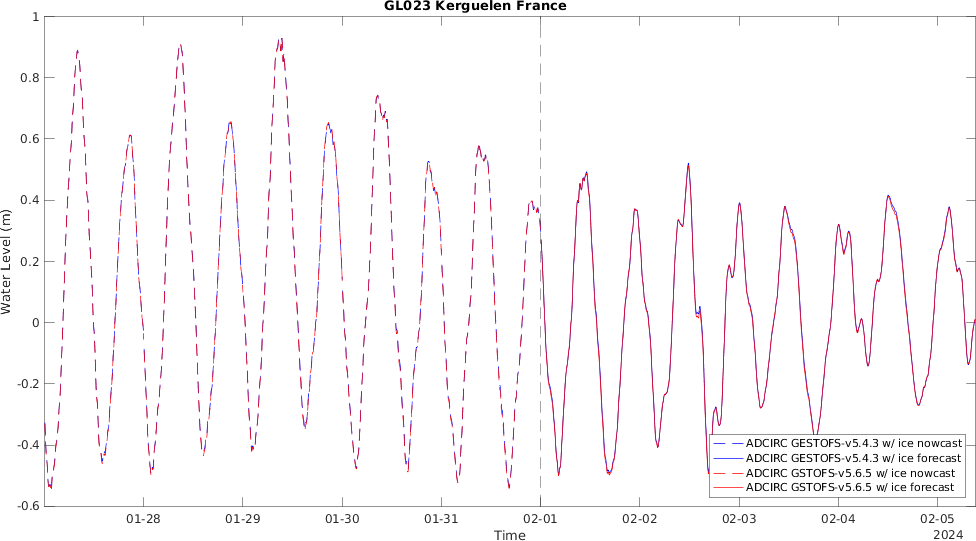 GL023 Kerguelen France
1
0.8
0.6
0.4
0.2
0
-0.2
-0.4
-0.6
Water Level (m)
01-28 01-29 01-30 01-31 02-01 02-02 02-03 02-04 02-05
Time
2024
ADCIRC GESTOFS-v5.4.3 w/ ice nowcast
ADCIRC GESTOFS-v5.4.3 w/ ice forecast
ADCIRC GSTOFS-v5.6.5 w/ ice nowcast
ADCIRC GSTOFS-v5.6.5 w/ ice forecast